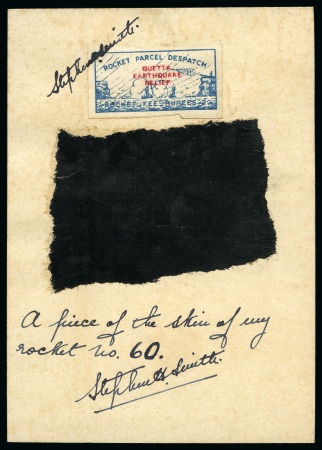 Stephen H. Smith.
ROCKET PARCEL DESPATCH
QUETTA
EARTHQUAKE
RELIEF
ROCKET FEE RUPEES
A piece of the skin of my
rocket no. 60.
Stephen H. Smith.